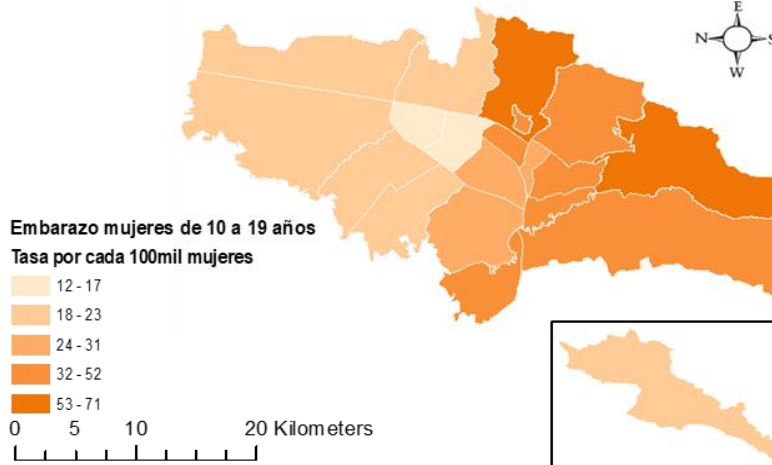 E
N S
W
Embarazo mujeres de 10 a 19 años
Tasa por cada 100mil mujeres
12 - 17
18 - 23
24 - 31
32 - 52
53 - 71
0 5 10 20 Kilometers